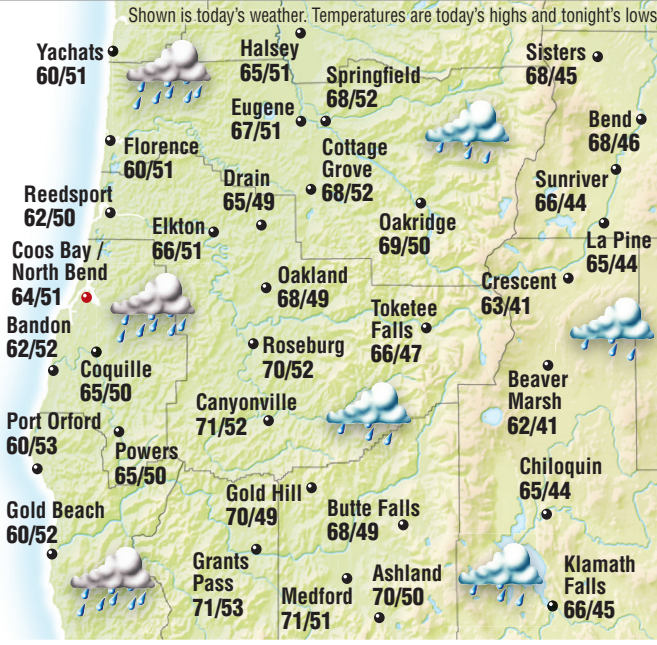 Shown is today's weather. Temperatures are today's highs and tonight's lows
Yachats
60/51
Halsey
65/51
Springfield
68/52
Sisters
68/45
Eugene
67/51
Bend
68/46
Florence
60/51
Cottage
Grove
68/52
Drain
65/49
Sunriver
66/44
Reedsport
62/50
Elkton
66/51
Oakridge
69/50
La Pine
65/44
Coos Bay /
North Bend
64/51
Oakland
68/49
Crescent
63/41
Toketee
Falls
66/47
Bandon
62/52
Coquille
65/50
Roseburg
70/52
Beaver
Marsh
62/41
Canyonville
71/52
Port Orford
60/53
Powers
65/50
Chiloquin
65/44
Gold Hill
70/49
Butte Falls
68/49
Gold Beach
60/52
Grants
Pass
71/53
Medford
71/51
Ashland
70/50
Klamath
Falls
66/45